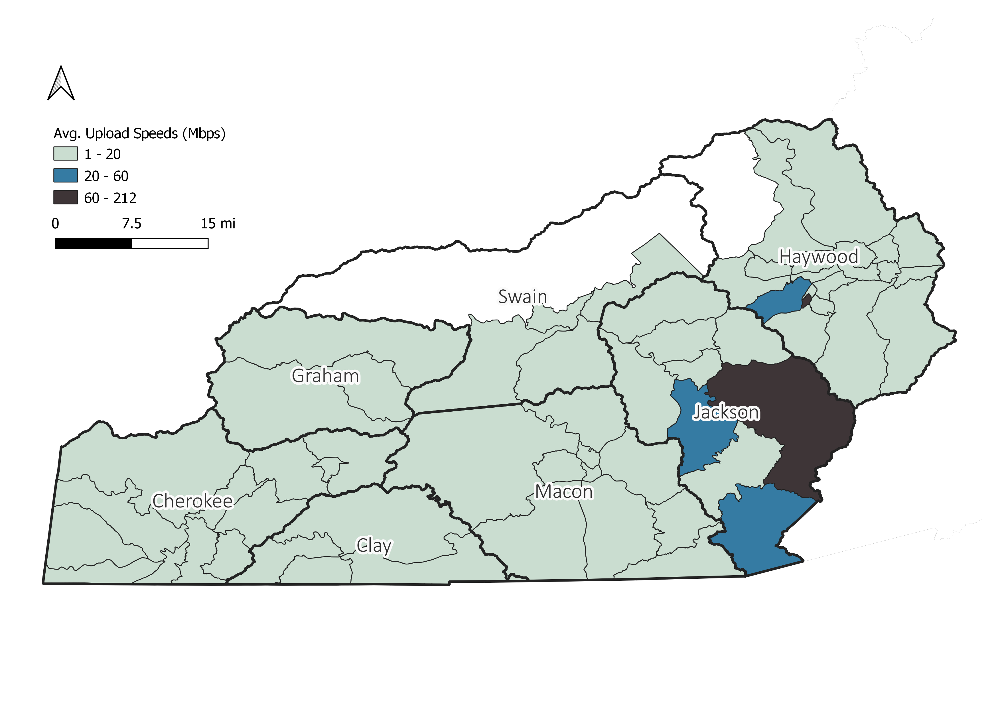 Avg. Upload Speeds (Mbps)
1 - 20
20 - 60
60 - 212
0 7.5 15 mi
Haywood
Swain
Graham
Jackson
Macon
Cherokee
Clay